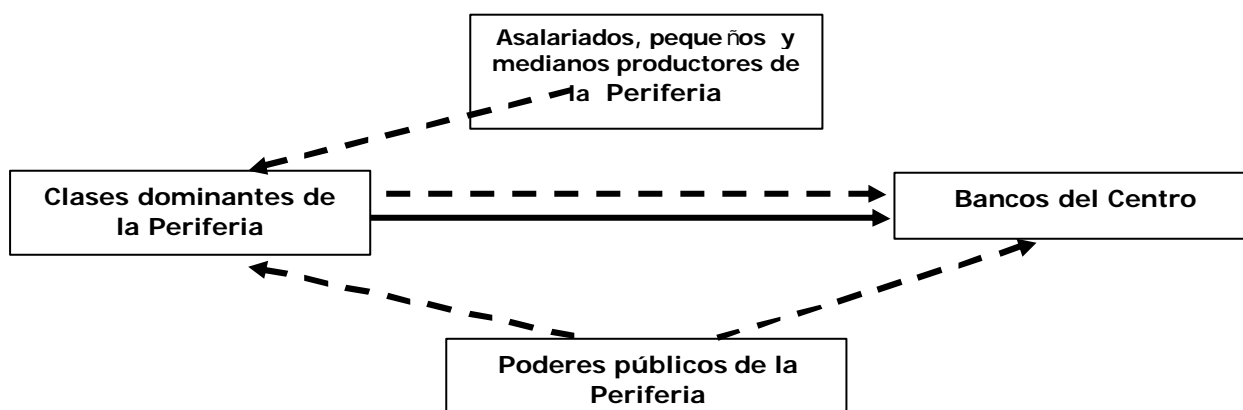 Asalariados, pequeños y
medianos productores de
la Periferia
Clases dominantes de
la Periferia
Bancos del Centro
Poderes públicos de la
Periferia